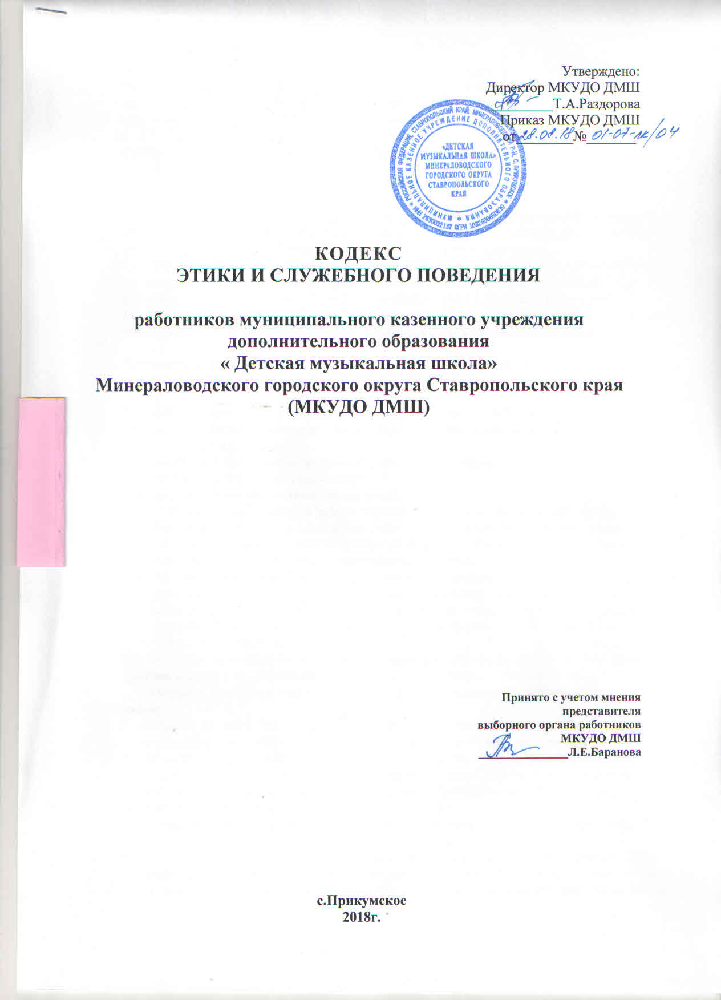 Утверждено:
Директор МКУДО ДМШ
_________Т.А.Раздорова
Приказ МКУДО ДМШ
от 28.08.18 № 01-07-лк/04
РОССИЙСКАЯ ФЕДЕРАЦИЯ, СТАВРОПОЛЬСКИЙ КРАЙ, МИНЕРАЛОВОДСКИЙ Р-Н, С. ПРИКУМСКОЕ
* ИНН 2630032132 ОГРН 1032600650830 *
МУНИЦИПАЛЬНОЕ КАЗЕННОЕ УЧРЕЖДЕНИЕ ДОПОЛНИТЕЛЬНОГО ОБРАЗОВАНИЯ *
«ДЕТСКАЯ
МУЗЫКАЛЬНАЯ ШКОЛА»
МИНЕРАЛОВОДСКОГО
ГОРОДСКОГО ОКРУГА
СТАВРОПОЛЬСКОГО
КРАЯ
КОДЕКС
ЭТИКИ И СЛУЖЕБНОГО ПОВЕДЕНИЯ
работников муниципального казенного учреждения
дополнительного образования
« Детская музыкальная школа»
Минераловодского городского округа Ставропольского края
(МКУДО ДМШ)
Принято с учетом мнения
представителя
выборного органа работников
МКУДО ДМШ
_______________Л.Е.Баранова
с.Прикумское
2018г.